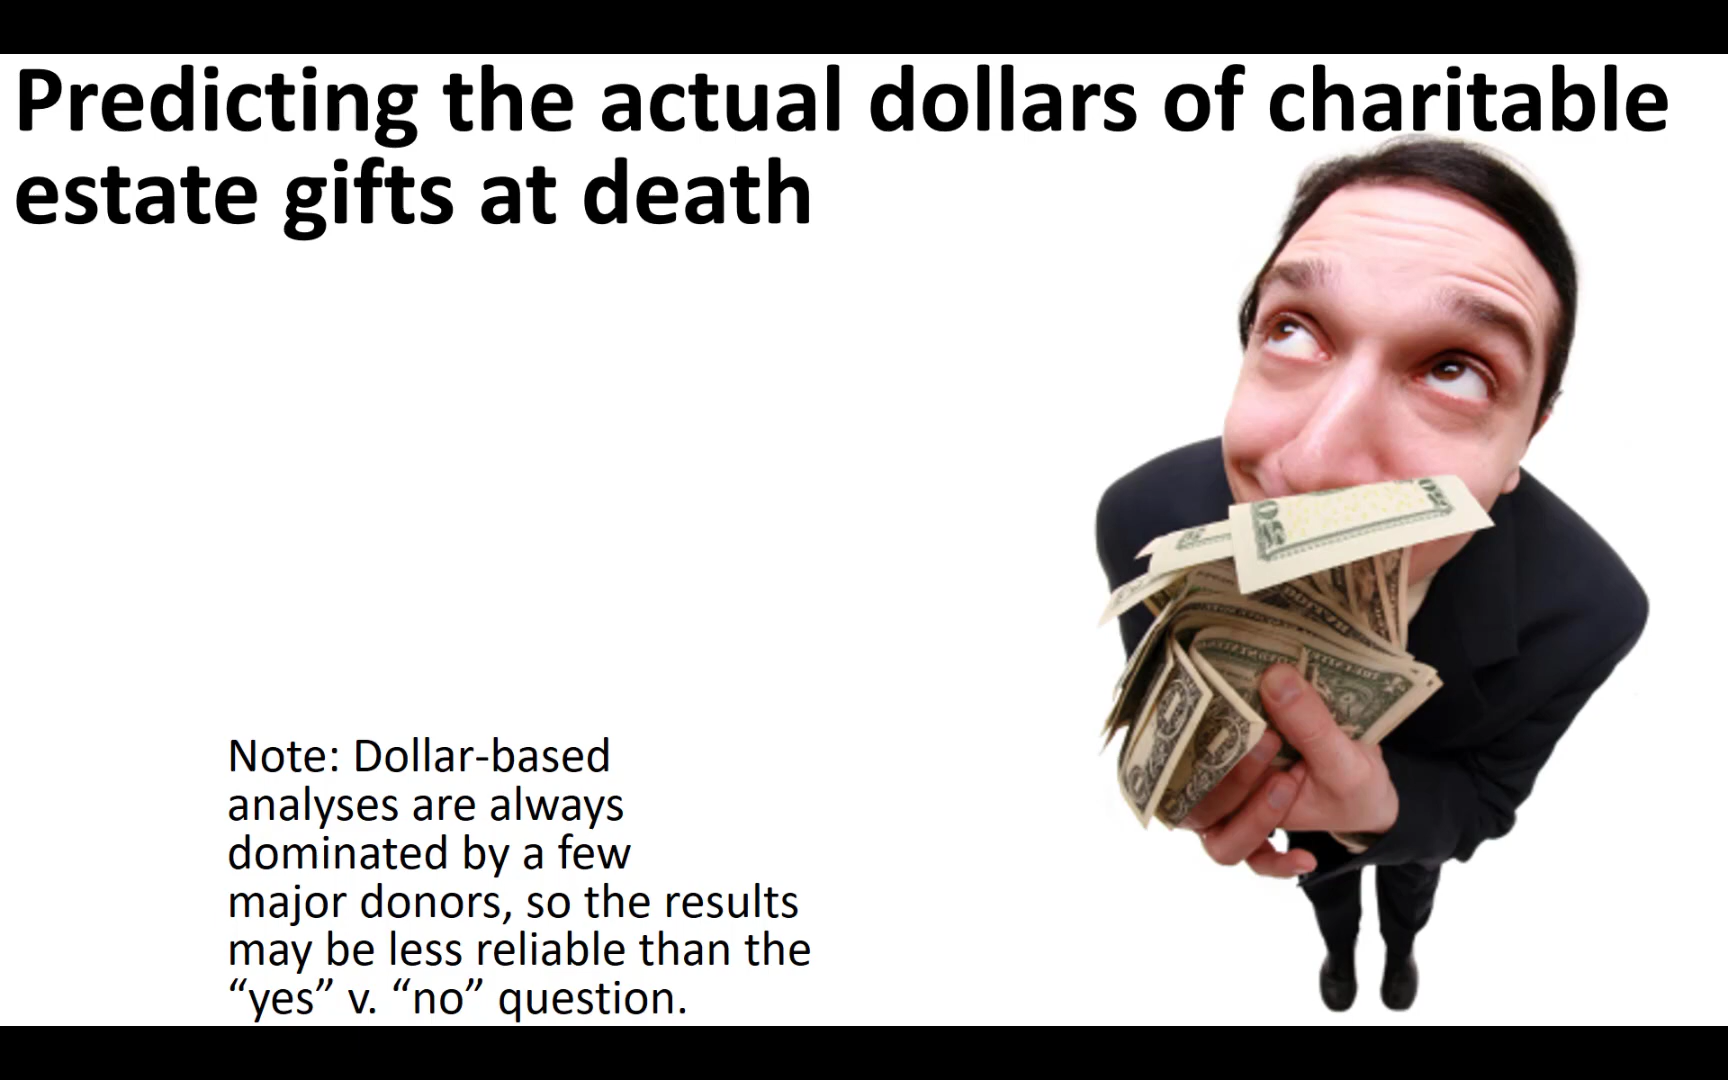 Predicting the actual dollars of charitable
estate gifts at death
Note: Dollar-based
analyses are always
dominated by a few
major donors, so the results
may be less reliable than the
“yes” v. “no” question.